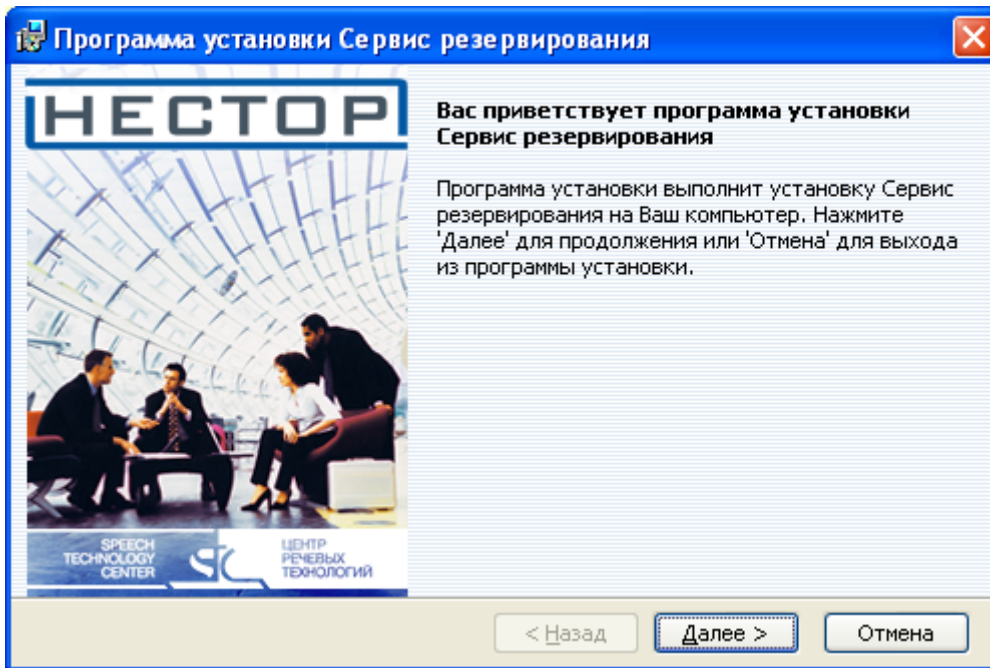 Программа установки Сервис резервирования
НЕСТОР
Вас приветствует программа установки
Сервис резервирования
Программа установки выполнит установку Сервис
резервирования на Ваш компьютер. Нажмите
'Далее' для продолжения или 'Отмена' для выхода
из программы установки.
SPEECH
TECHNOLOGY
CENTER
ЦЕНТР
РЕЧЕВЫХ
ТЕХНОЛОГИЙ
< Назад
Далее >
Отмена